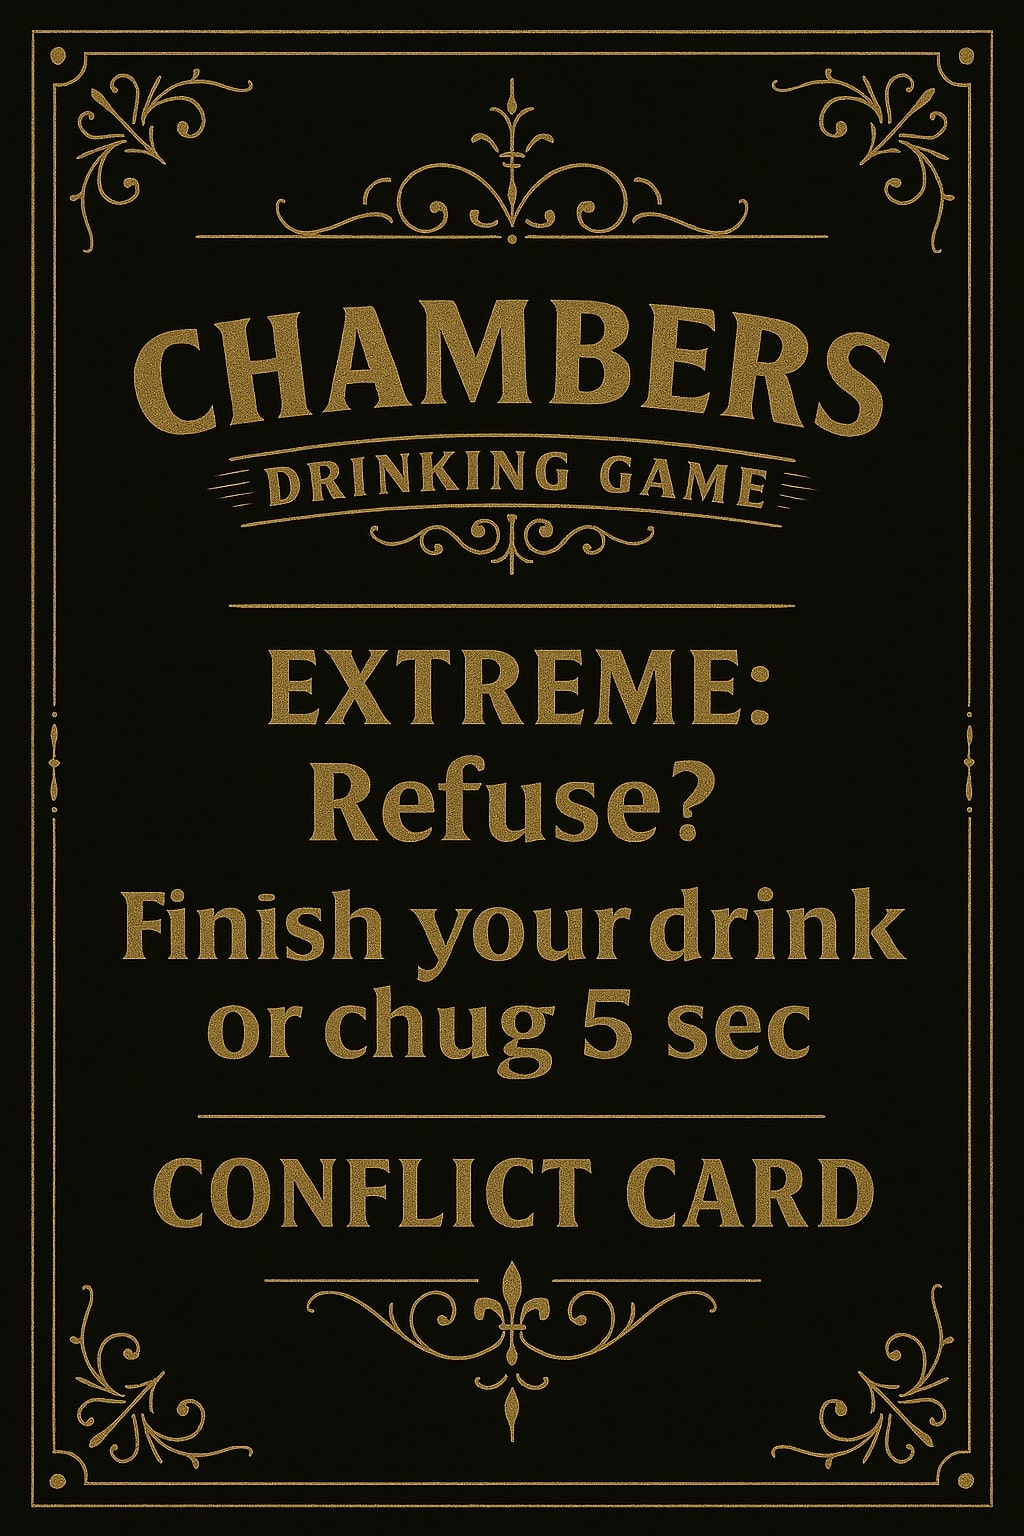 CHAMBERS
DRINKING GAME
EXTREME:
Refuse?
Finish your drink
or chug 5 sec
CONFLICT CARD